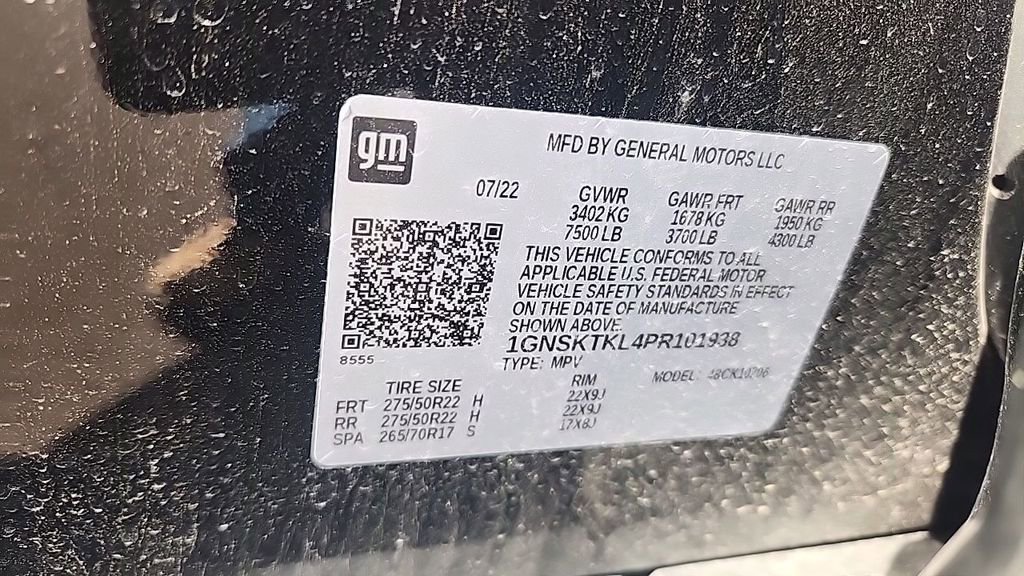 gm
MFD BY GENERAL MOTORS LLC
07/22 GVWR GAWR FRT GAWR RR
3402 KG 1678 KG 1950 KG
7500 LB 3700 LB 4300 LB
THIS VEHICLE CONFORMS TO ALL
APPLICABLE U.S. FEDERAL MOTOR
VEHICLE SAFETY STANDARDS IN EFFECT
ON THE DATE OF MANUFACTURE
SHOWN ABOVE.
8555
1GNSKTKL4PR101938
TYPE: MPV MODEL:
TIRE SIZE RIM
FRT 275/50R22 H 22X9J
RR 275/50R22 H 22X9J
SPA 265/70R17 S 17X8J